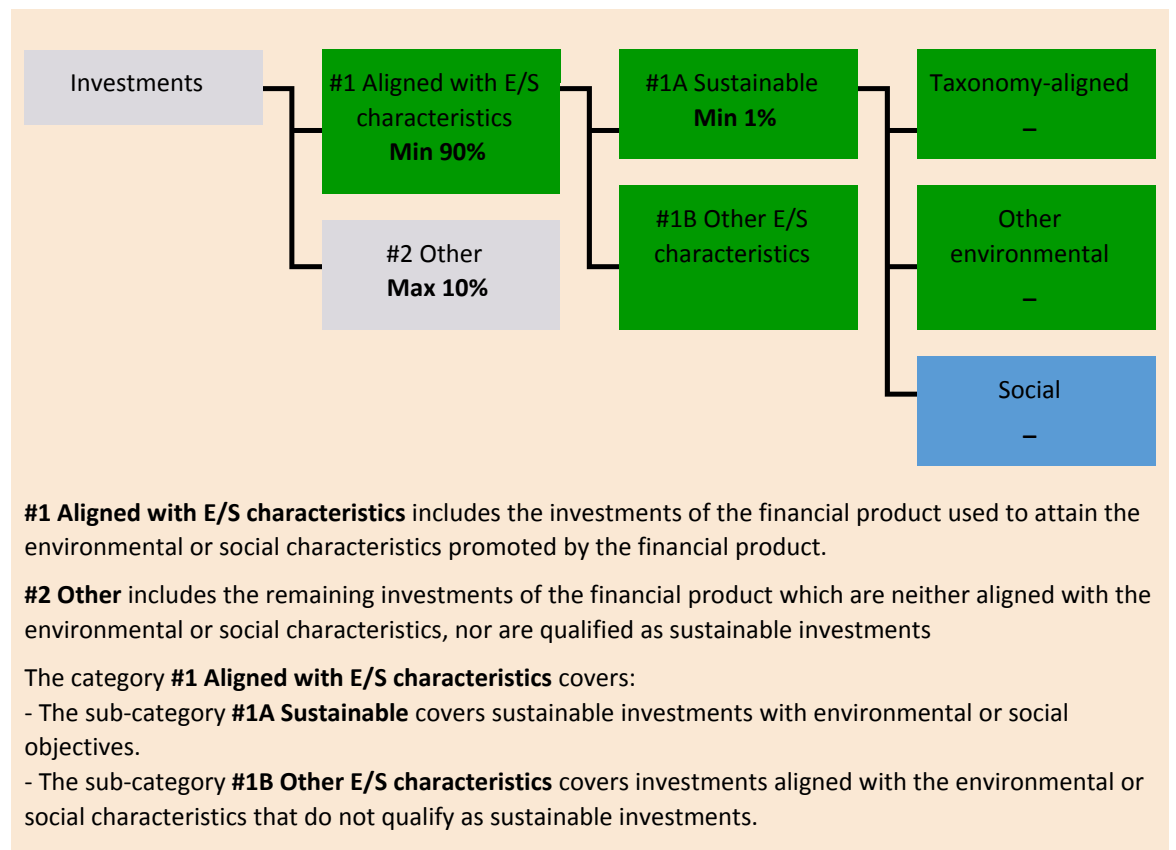 Investments
#1 Aligned with E/S
characteristics
Min 90%
#2 Other
Max 10%
#1A Sustainable
Min 1%
#1B Other E/S
characteristics
Taxonomy-aligned
–
Other
environmental
–
Social
–
#1 Aligned with E/S characteristics includes the investments of the financial product used to attain the
environmental or social characteristics promoted by the financial product.
#2 Other includes the remaining investments of the financial product which are neither aligned with the
environmental or social characteristics, nor are qualified as sustainable investments
The category #1 Aligned with E/S characteristics covers:
- The sub-category #1A Sustainable covers sustainable investments with environmental or social
objectives.
- The sub-category #1B Other E/S characteristics covers investments aligned with the environmental or
social characteristics that do not qualify as sustainable investments.